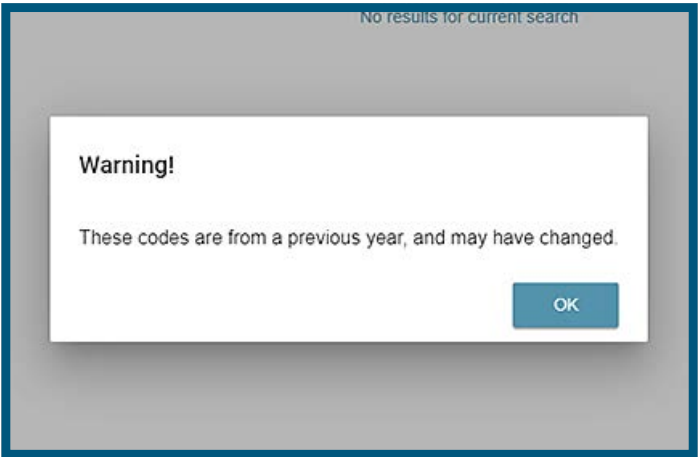 No results for current search
Warning!
These codes are from a previous year, and may have changed.
OK